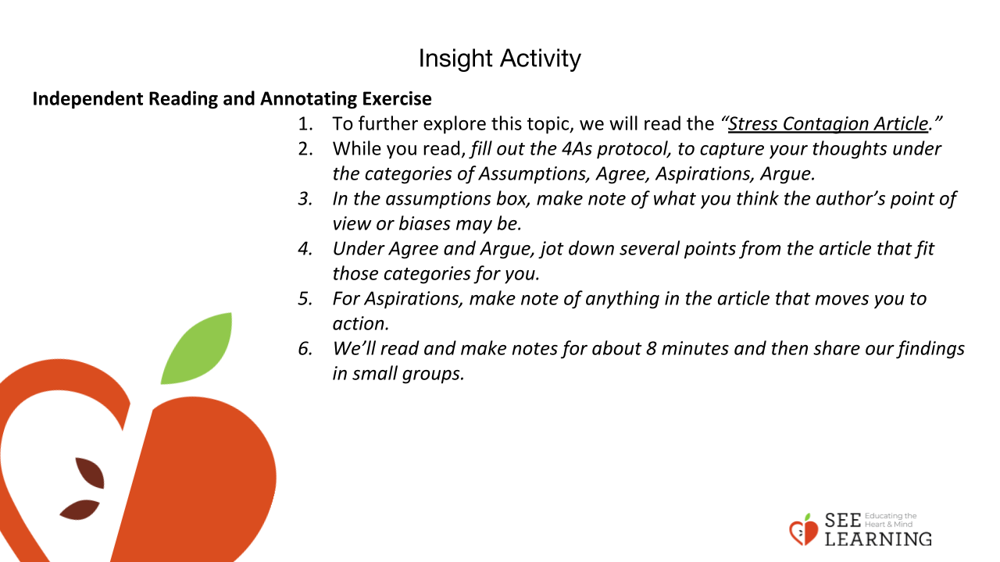 Insight Activity
Independent Reading and Annotating Exercise
1. To further explore this topic, we will read the “Stress Contagion Article.”
2. While you read, fill out the 4As protocol, to capture your thoughts under
the categories of Assumptions, Agree, Aspirations, Argue.
3. In the assumptions box, make note of what you think the author’s point of
view or biases may be.
4. Under Agree and Argue, jot down several points from the article that fit
those categories for you.
5. For Aspirations, make note of anything in the article that moves you to
action.
6. We’ll read and make notes for about 8 minutes and then share our findings
in small groups.
SEE Educating the
Heart & Mind
LEARNING